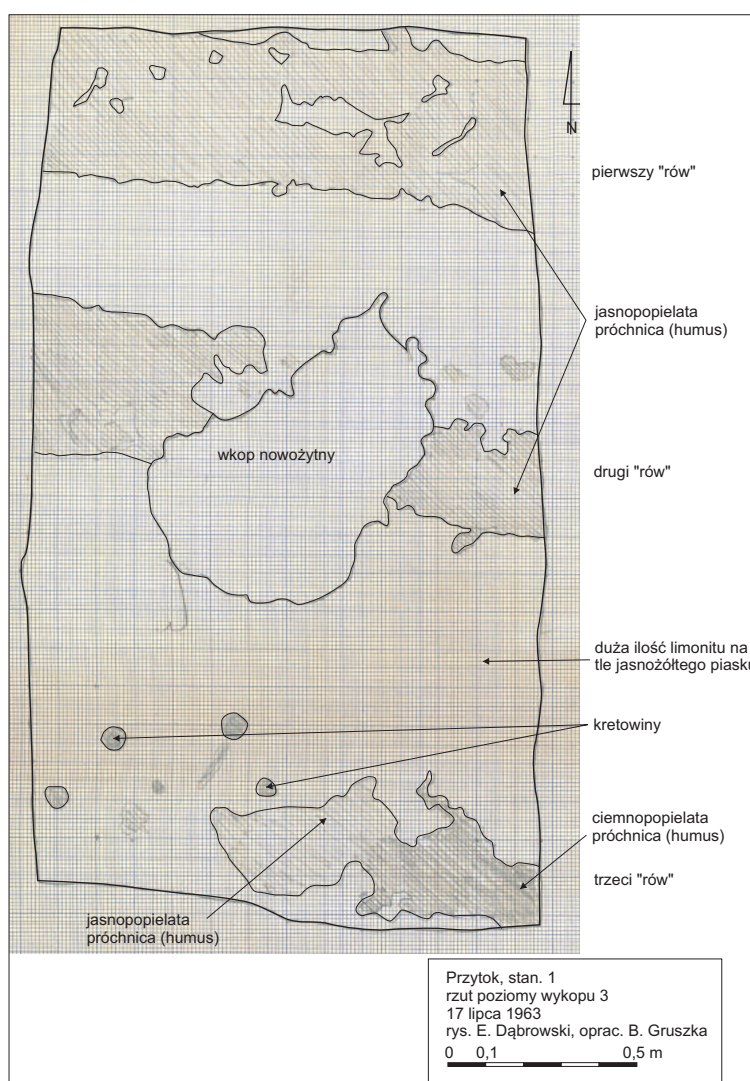 N
pierwszy "rów"
jasnopopielata
próchnica (humus)
wkop nowożytny
drugi "rów"
duża ilość limonitu na
tle jasnożółtego piasku
kretowiny
ciemnopopielata
próchnica (humus)
trzeci "rów"
jasnopopielata
próchnica (humus)
Przytok, stan. 1
rzut poziomy wykopu 3
17 lipca 1963
rys. E. Dąbrowski, oprac. B. Gruszka
0 0,1 0,5 m